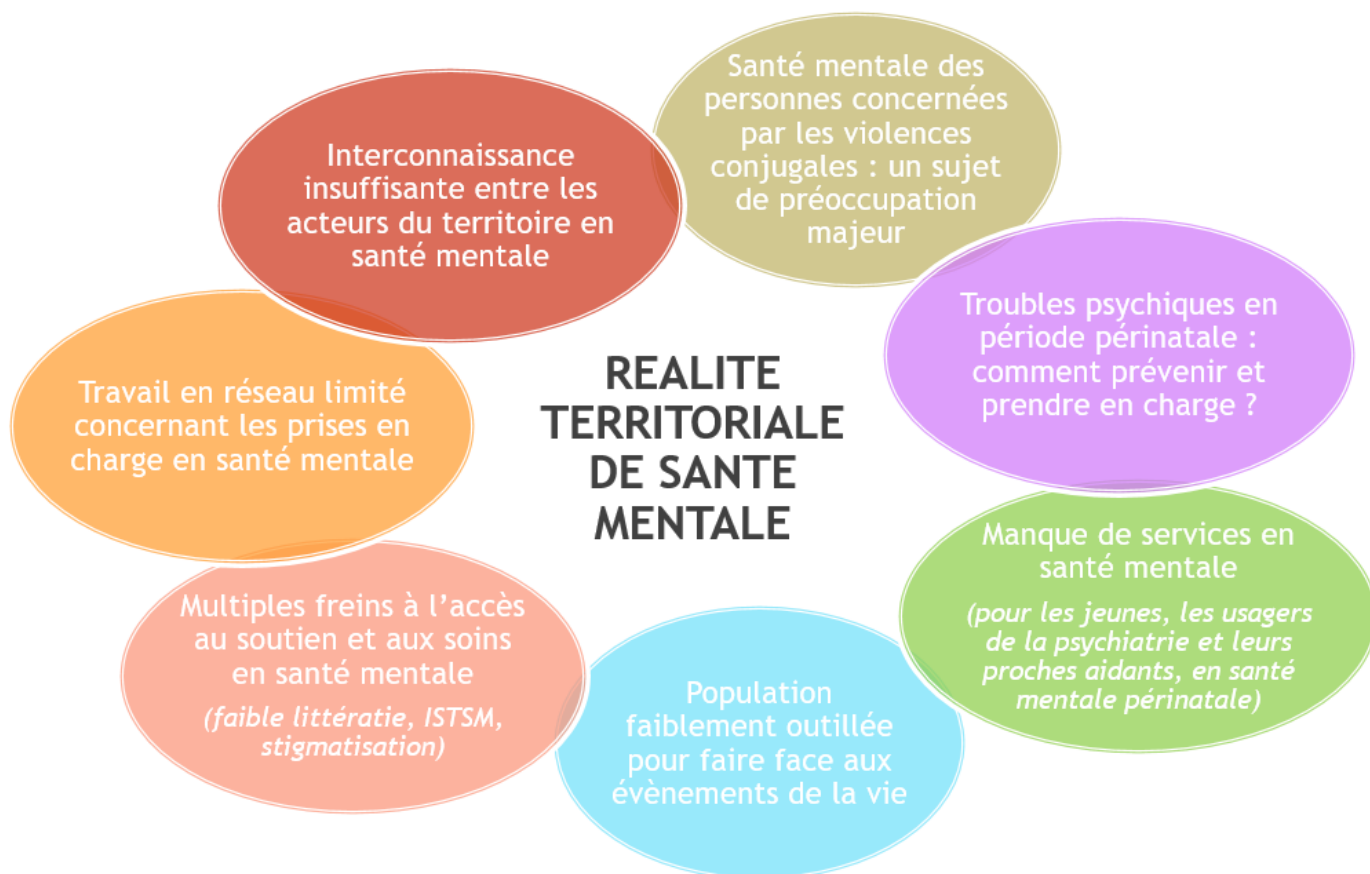 Santé mentale des
personnes concernées
par les violences
conjugales : un sujet
de préoccupation
majeur
Interconnaissance
insuffisante entre les
acteurs du territoire en
santé mentale
Troubles psychiques en
période périnatale :
comment prévenir et
prendre en charge ?
REALITE
TERRITORIALE
DE SANTE
MENTALE
Travail en réseau limité
concernant les prises en
charge en santé mentale
Manque de services en
santé mentale
(pour les jeunes, les usagers
de la psychiatrie et leurs
proches aidants, en santé
mentale périnatale)
Multiples freins à l’accès
au soutien et aux soins
en santé mentale
(faible littératie, ISTSM,
stigmatisation)
Population
faiblement outillée
pour faire face aux
évènements de la vie